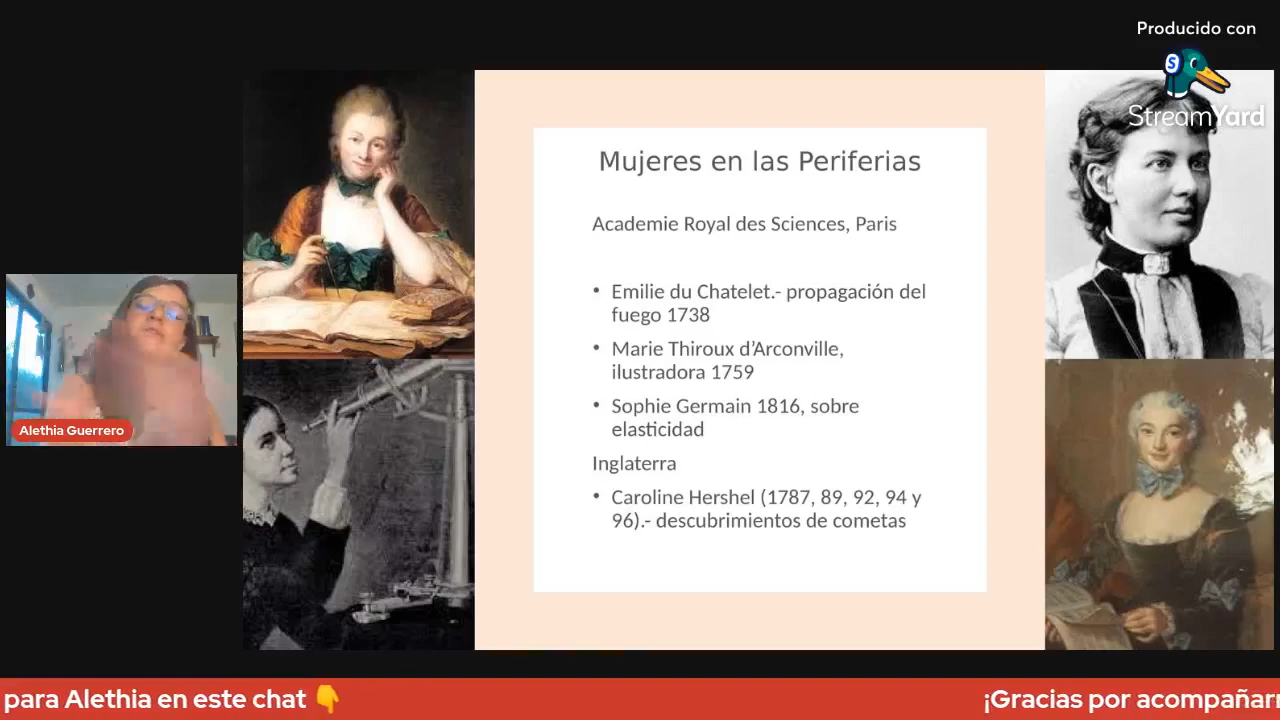 Producido con
StreamYard
Mujeres en las Periferias
Academie Royal des Sciences, Paris
• Emilie du Chatelet.- propagación del
fuego 1738
• Marie Thiroux d’Arconville,
ilustradora 1759
• Sophie Germain 1816, sobre
elasticidad
Inglaterra
• Caroline Hershel (1787, 89, 92, 94 y
96).- descubrimientos de cometas
Alethia Guerrero
para Alethia en este chat 👇 ¡Gracias por